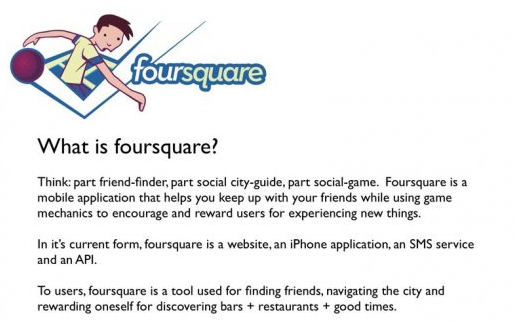 foursquare
What is foursquare?
Think: part friend-finder, part social city-guide, part social-game. Foursquare is a
mobile application that helps you keep up with your friends while using game
mechanics to encourage and reward users for experiencing new things.
In it's current form, foursquare is a website, an iPhone application, an SMS service
and an API.
To users, foursquare is a tool used for finding friends, navigating the city and
rewarding oneself for discovering bars + restaurants + good times.